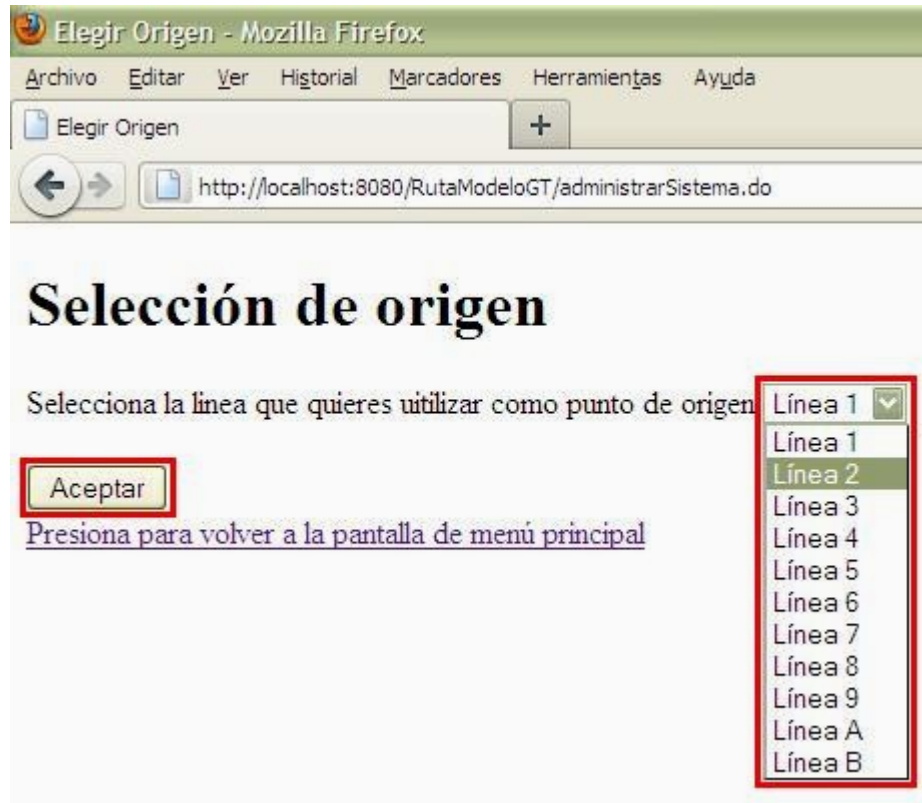 Elegir Origen - Mozilla Firefox
Archivo Editar Ver Historial Marcadores Herramientas Ayuda
Elegir Origen
http://localhost:8080/RutaModeloGT/administrarSistema.do
Selección de origen
Selecciona la linea que quieres uitilizar como punto de origen Línea 1
Línea 1
Línea 2
Línea 3
Línea 4
Línea 5
Línea 6
Línea 7
Línea 8
Línea 9
Línea A
Línea B
Aceptar
Presiona para volver a la pantalla de menú principal